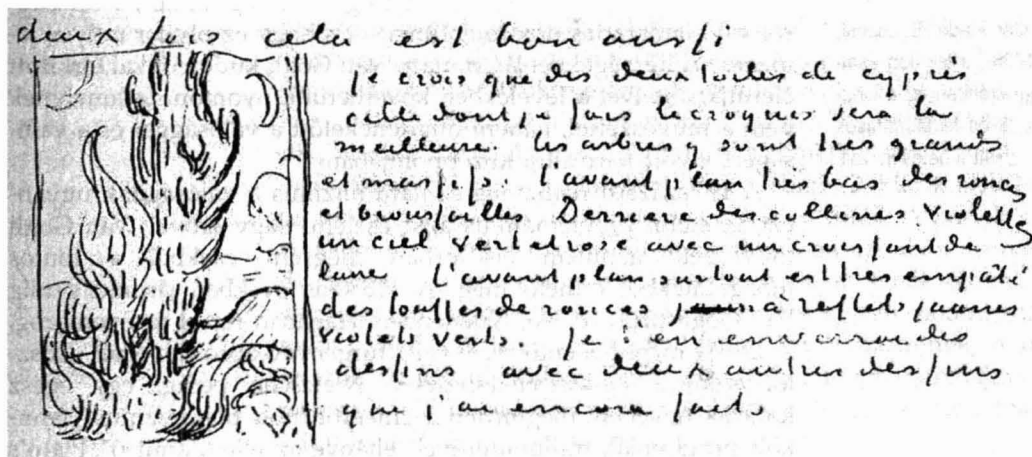 deux fois cela est bon aussi
je crois que des deux toiles de cyprès
celle dont je fais le croquis sera la
meilleure. les arbres y sont très grands
et massifs. l'avant plan très bas des ronces
et broussailles. Derrière des collines violettes
un ciel vert et rose avec un croissant de
lune. L'avant plan surtout est très empaté
des touffes de ronces à reflets jaunes
violets verts. je t'en enverrai des
dessins avec deux autres dessins
que j'ai encore faits